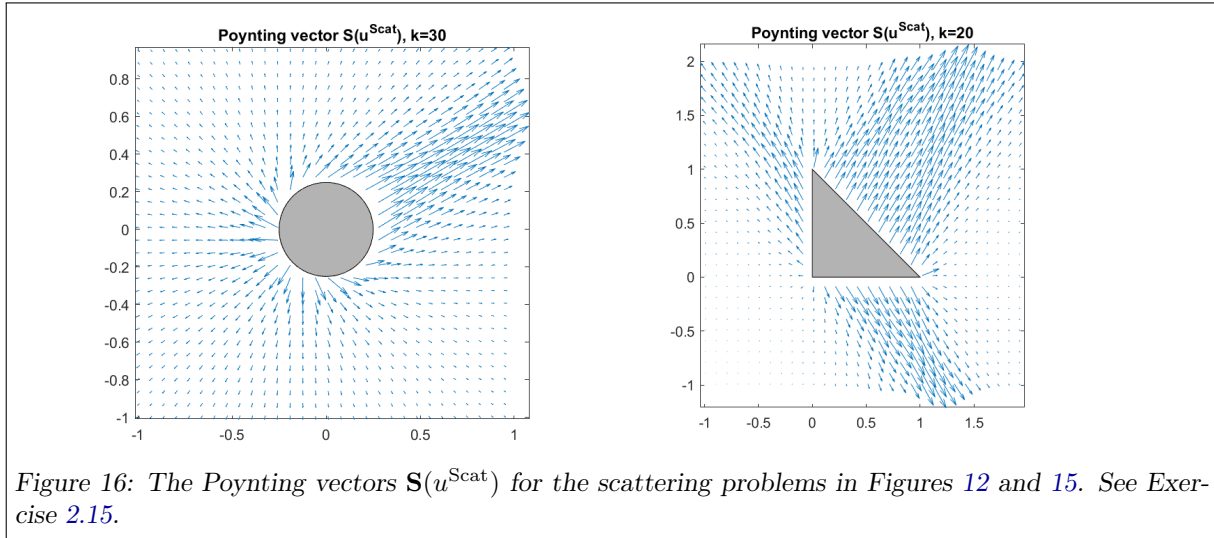 Poynting vector S(u^Scat), k=30
0.8
0.6
0.4
0.2
0
-0.2
-0.4
-0.6
-0.8
-1
-1 -0.5 0 0.5 1
Poynting vector S(u^Scat), k=20
2
1.5
1
0.5
0
-0.5
-1
-1 -0.5 0 0.5 1 1.5
Figure 16: The Poynting vectors S(u^Scat) for the scattering problems in Figures 12 and 15. See Exer-
cise 2.15.